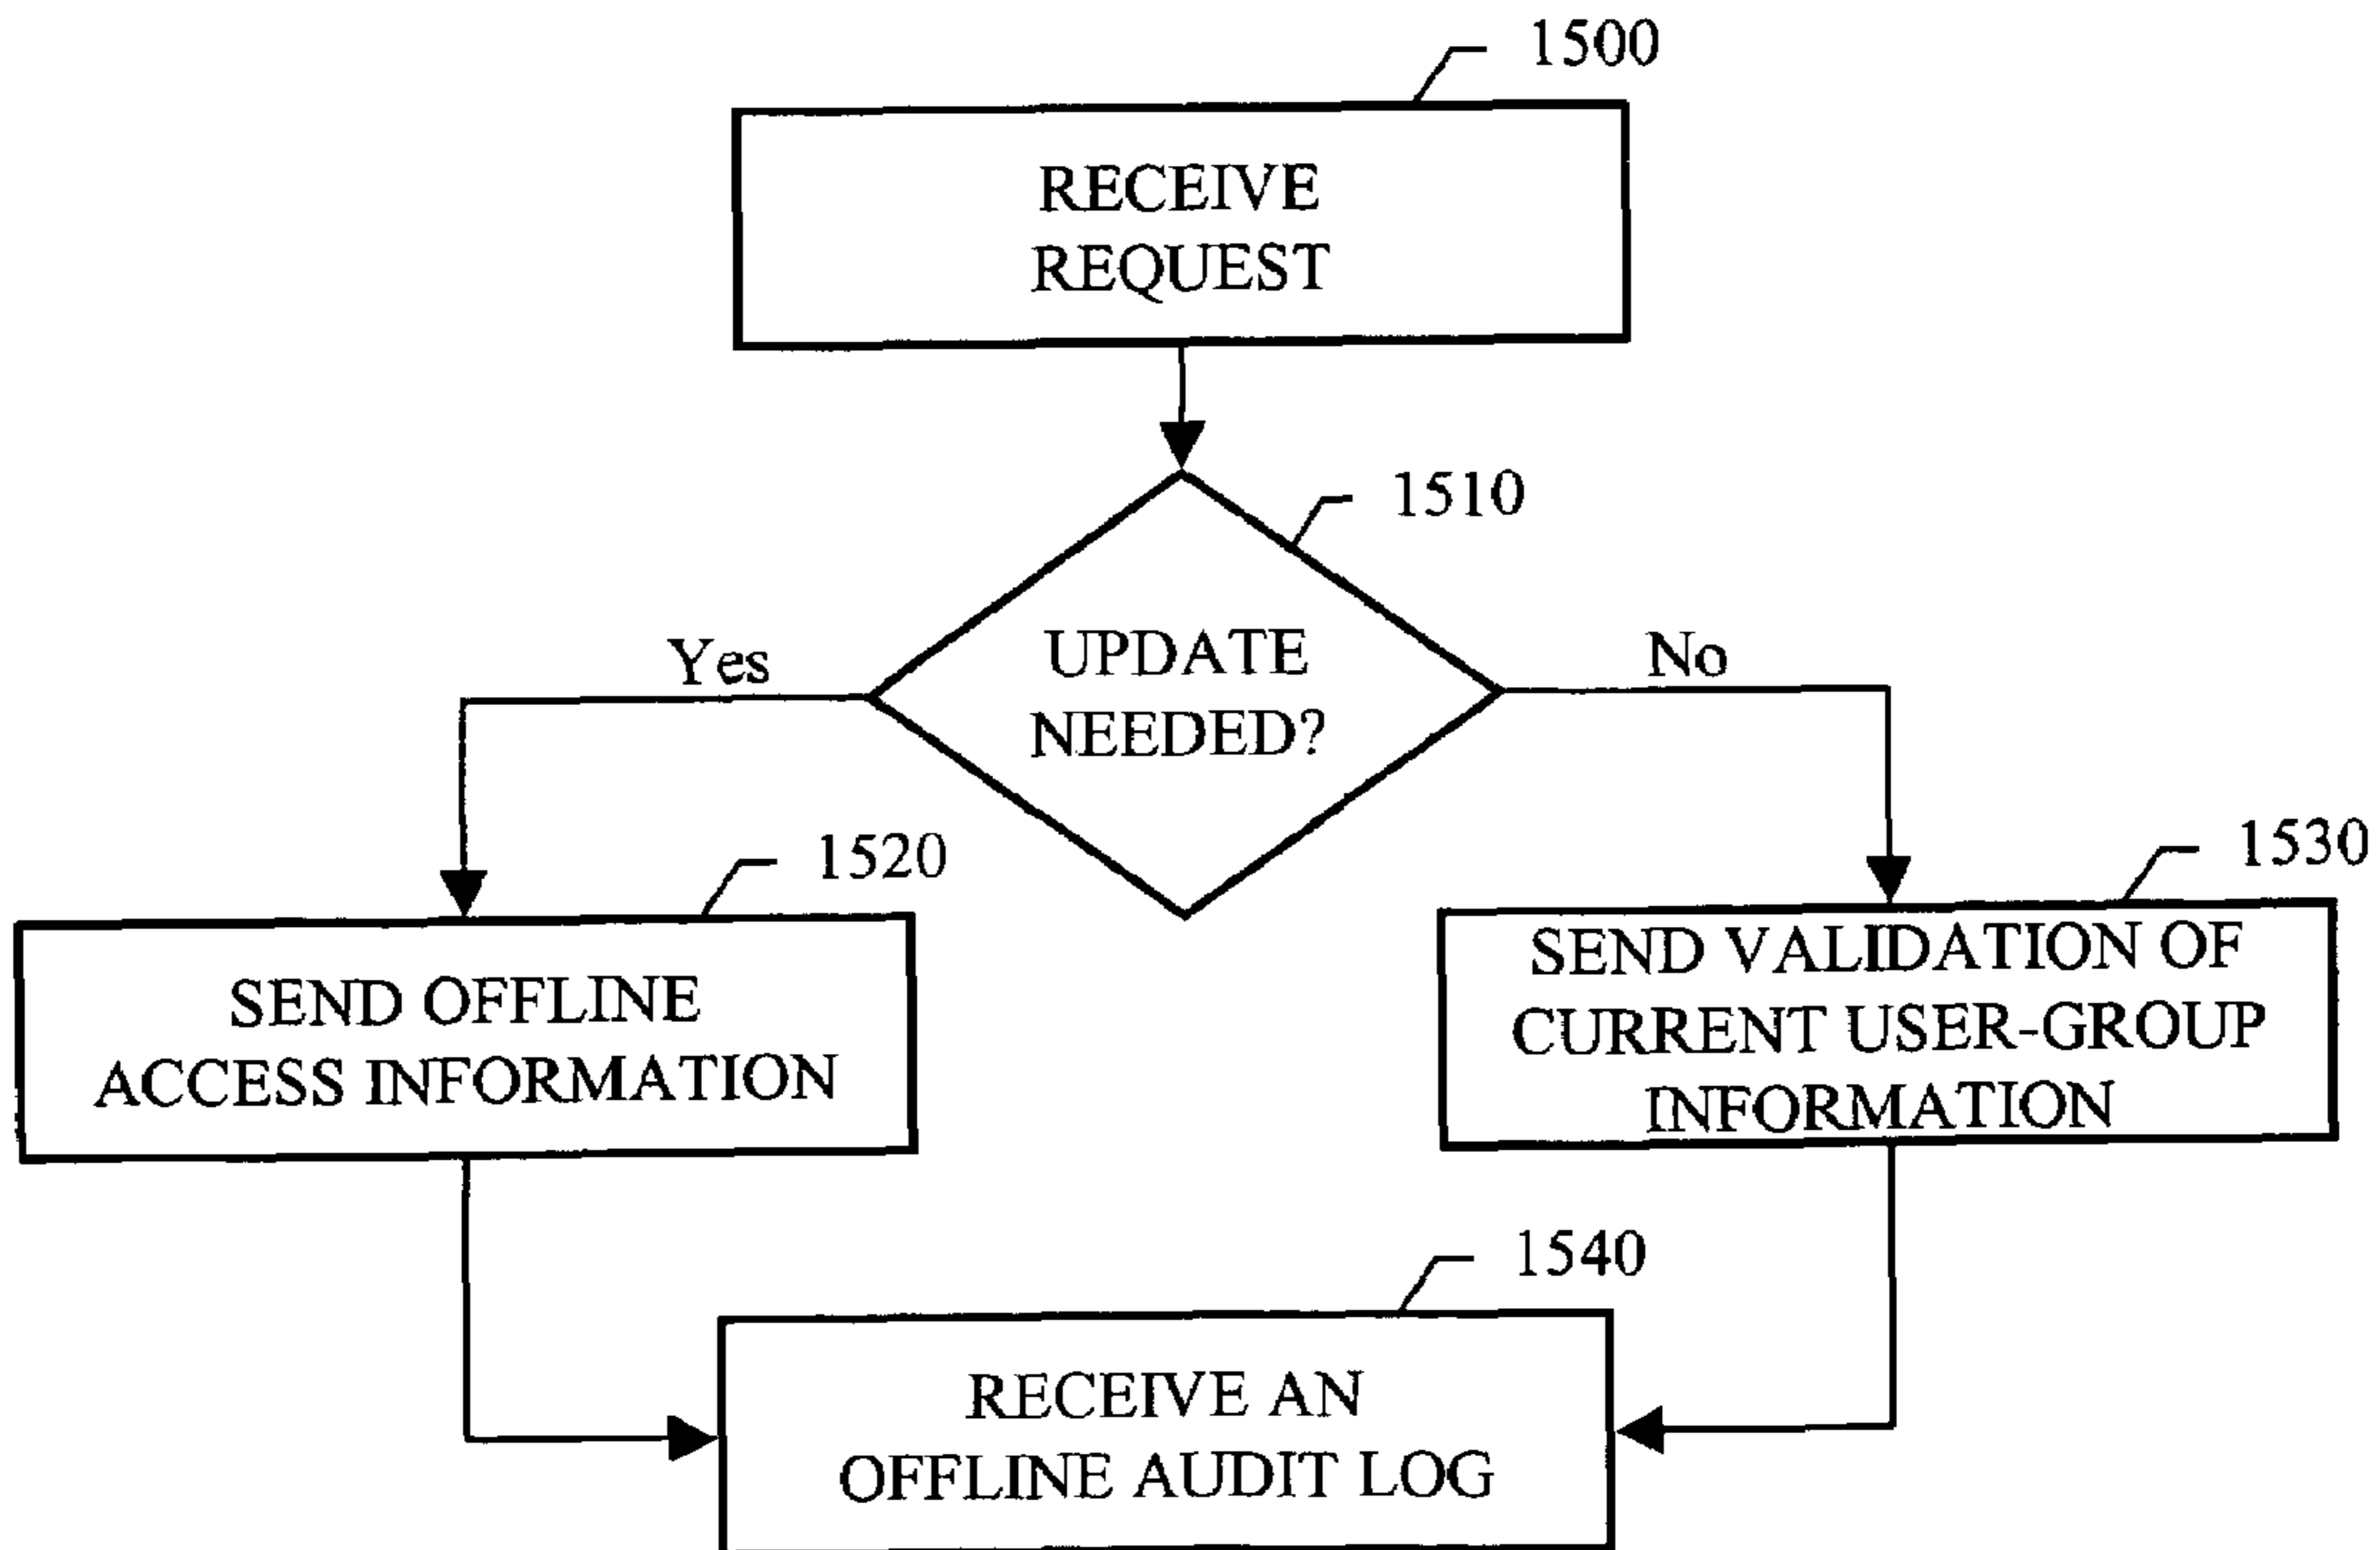 1500
RECEIVE
REQUEST
1510
UPDATE
NEEDED?
Yes
No
1520
SEND OFFLINE
ACCESS INFORMATION
1530
SEND VALIDATION OF
CURRENT USER-GROUP
INFORMATION
1540
RECEIVE AN
OFFLINE AUDIT LOG